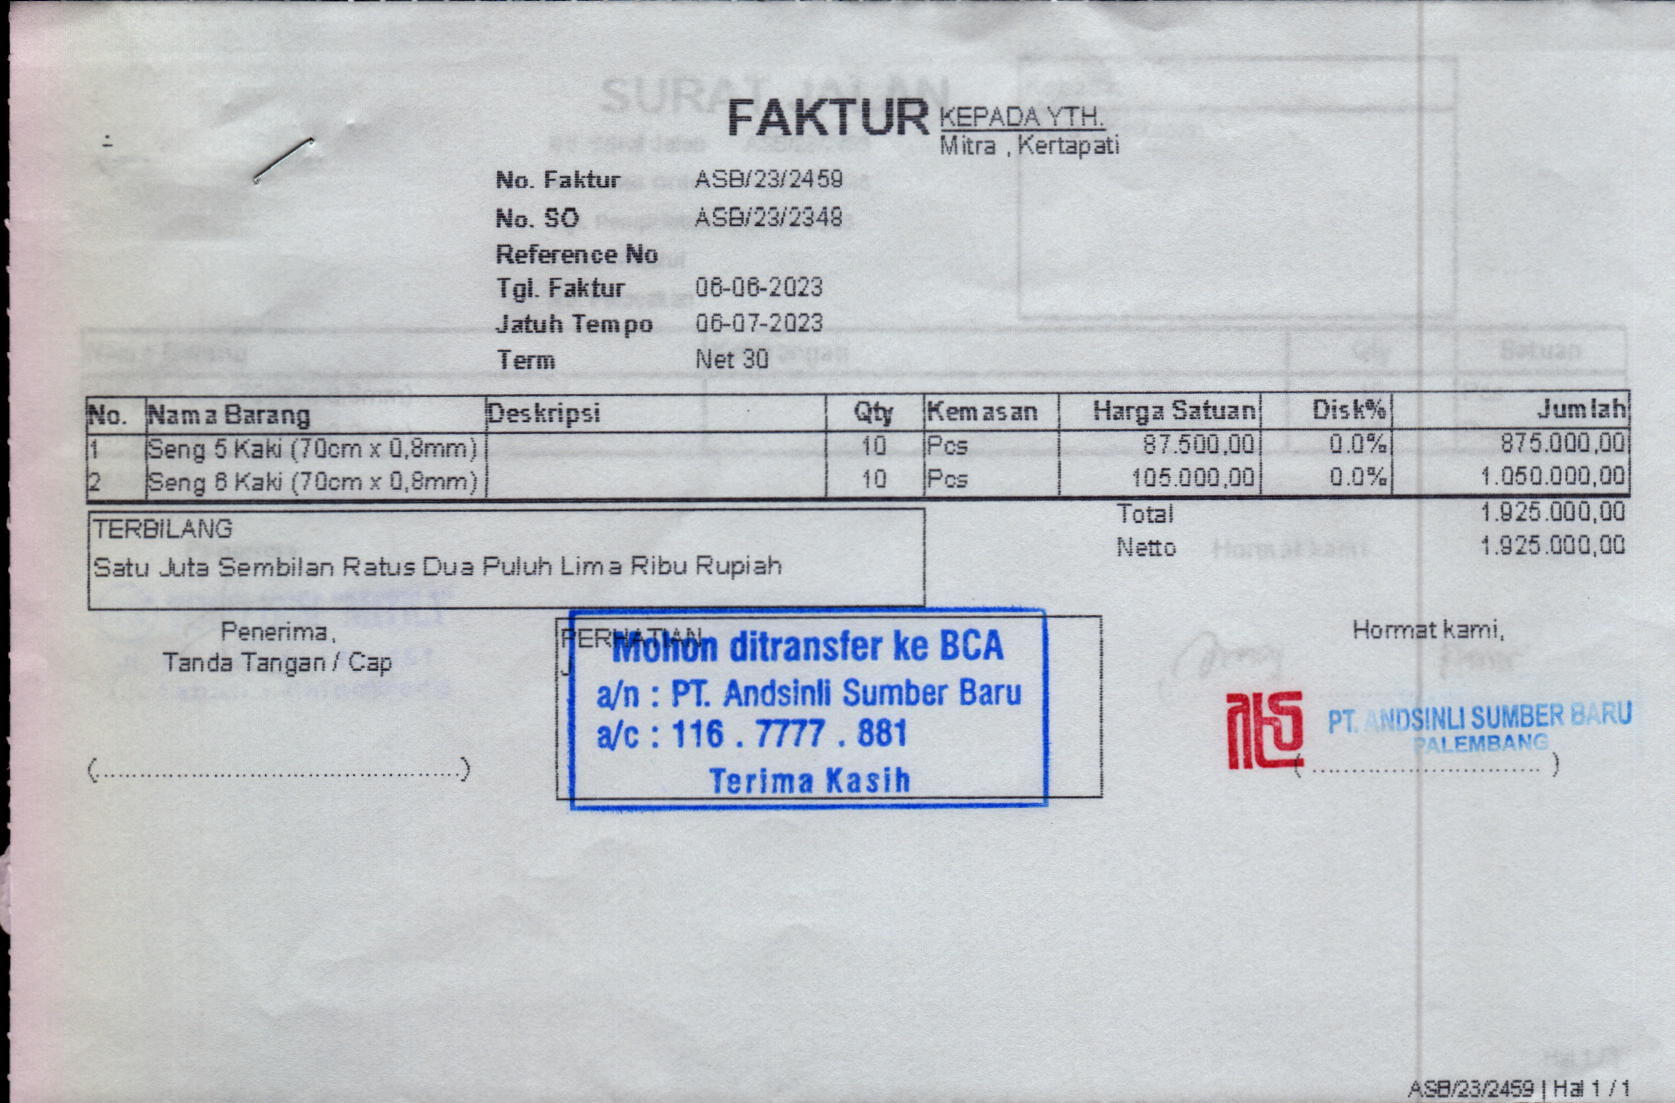 FAKTUR
KEPADA YTH.
Mitra , Kertapati
No. Faktur ASB/23/2459
No. SO ASB/23/2348
Reference No
Tgl. Faktur 06-06-2023
Jatuh Tempo 06-07-2023
Term Net 30
No. Nama Barang Deskripsi Qty Kemasan Harga Satuan Disk% Jumlah
1 Seng 5 Kaki (70cm x 0,8mm) 10 Pcs 87.500,00 0.0% 875.000,00
2 Seng 6 Kaki (70cm x 0,8mm) 10 Pcs 105.000,00 0.0% 1.050.000,00
Total 1.925.000,00
Netto 1.925.000,00
TERBILANG
Satu Juta Sembilan Ratus Dua Puluh Lima Ribu Rupiah
Penerima,
Tanda Tangan / Cap
(............................................)
PERHATIAN
Mohon ditransfer ke BCA
a/n : PT. Andsinli Sumber Baru
a/c : 116 . 7777 . 881
Terima Kasih
Hormat kami,
PT. ANDSINLI SUMBER BARU
PALEMBANG
( ............................ )
ASB/23/2459 | Hal 1 / 1